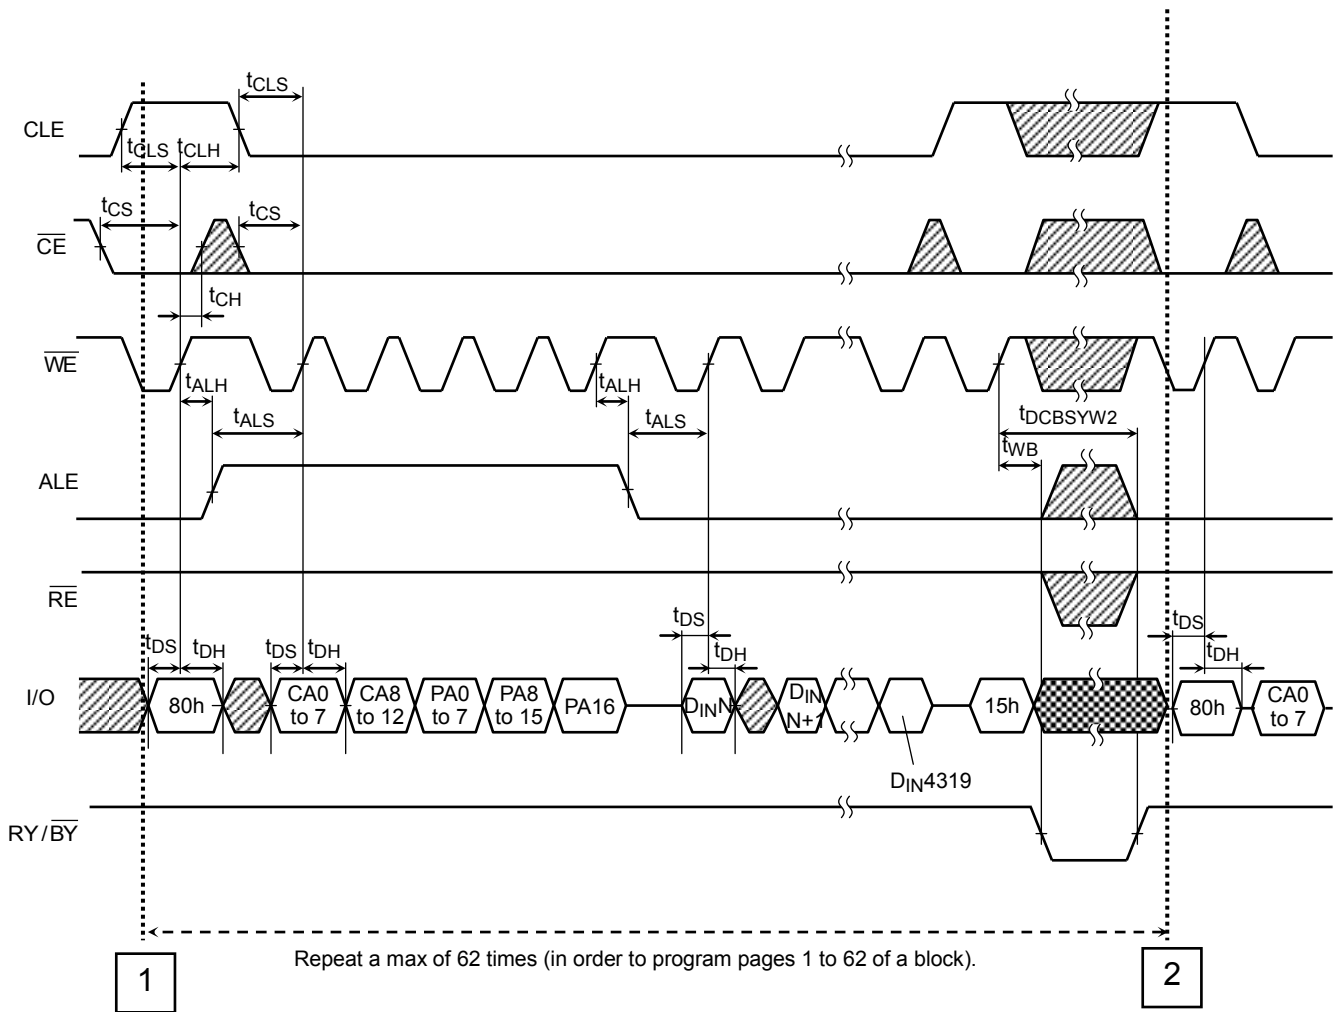 tCLS
CLE
tCLS tCLH
tCS tCS
CE
tCH
WE
tALH tALH
tALS tALS
tDCBSYW2
tWB
ALE
RE
tDS tDH tDS tDH tDS tDH tDS tDH
I/O
80h
CA0 to 7
CA8 to 12
PA0 to 7
PA8 to 15
PA16
DINN
DIN N+1
15h
80h
CA0 to 7
DIN4319
RY/BY
Repeat a max of 62 times (in order to program pages 1 to 62 of a block).
1
2